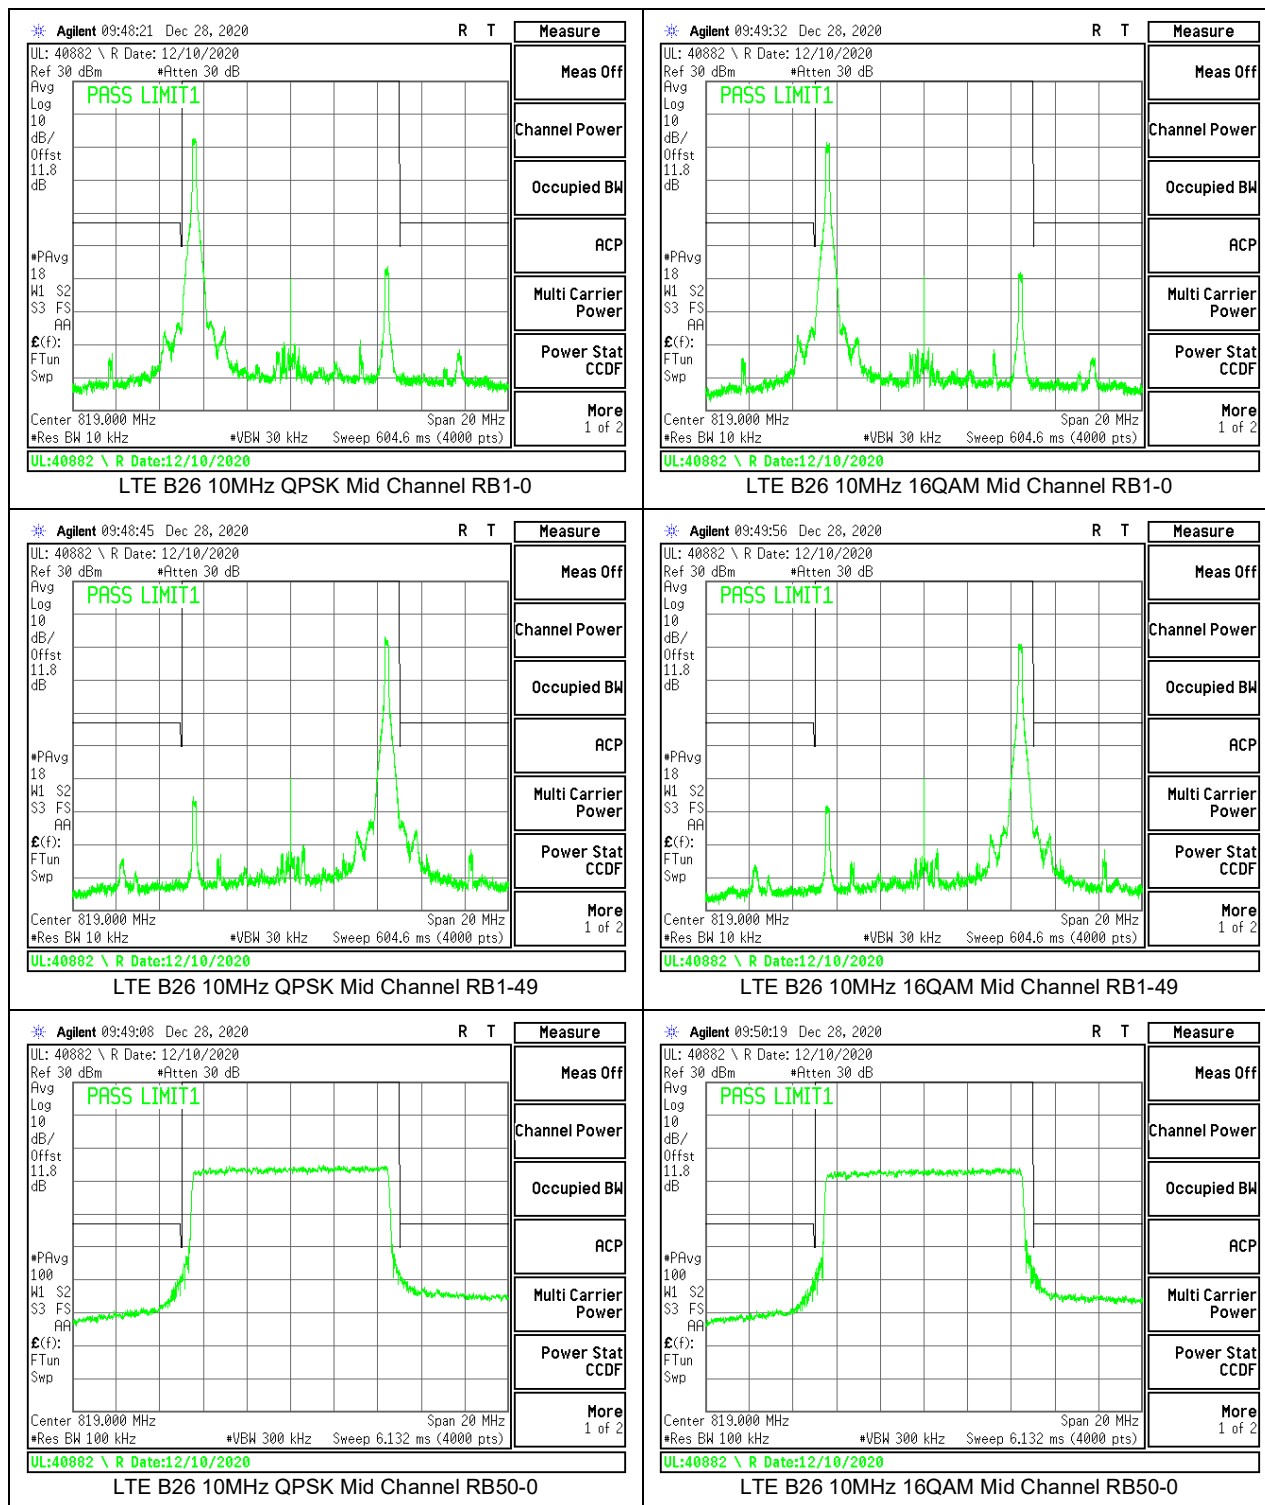 Agilent 09:48:21 Dec 28, 2020 R T Measure
UL: 40882 \ R Date: 12/10/2020
Ref 30 dBm #Atten 30 dB Meas Off
Avg
PASS LIMIT1
Log
10
dB/
Channel Power
Offst
11.8
dB
Occupied BW
ACP
#PAvg
18
W1 S2
Multi Carrier
S3 FS
Power
AA
£(f):
Power Stat
FTun
CCDF
Swp
More
Center 819.000 MHz Span 20 MHz
1 of 2
#Res BW 10 kHz #VBW 30 kHz Sweep 604.6 ms (4000 pts)
UL:40882 \ R Date:12/10/2020
LTE B26 10MHz QPSK Mid Channel RB1-0
Agilent 09:49:32 Dec 28, 2020 R T Measure
UL: 40882 \ R Date: 12/10/2020
Ref 30 dBm #Atten 30 dB Meas Off
Avg
PASS LIMIT1
Log
10
dB/
Channel Power
Offst
11.8
dB
Occupied BW
ACP
#PAvg
18
W1 S2
Multi Carrier
S3 FS
Power
AA
£(f):
Power Stat
FTun
CCDF
Swp
More
Center 819.000 MHz Span 20 MHz
1 of 2
#Res BW 10 kHz #VBW 30 kHz Sweep 604.6 ms (4000 pts)
UL:40882 \ R Date:12/10/2020
LTE B26 10MHz 16QAM Mid Channel RB1-0
Agilent 09:48:45 Dec 28, 2020 R T Measure
UL: 40882 \ R Date: 12/10/2020
Ref 30 dBm #Atten 30 dB Meas Off
Avg
PASS LIMIT1
Log
10
dB/
Channel Power
Offst
11.8
dB
Occupied BW
ACP
#PAvg
18
W1 S2
Multi Carrier
S3 FS
Power
AA
£(f):
Power Stat
FTun
CCDF
Swp
More
Center 819.000 MHz Span 20 MHz
1 of 2
#Res BW 10 kHz #VBW 30 kHz Sweep 604.6 ms (4000 pts)
UL:40882 \ R Date:12/10/2020
LTE B26 10MHz QPSK Mid Channel RB1-49
Agilent 09:49:56 Dec 28, 2020 R T Measure
UL: 40882 \ R Date: 12/10/2020
Ref 30 dBm #Atten 30 dB Meas Off
Avg
PASS LIMIT1
Log
10
dB/
Channel Power
Offst
11.8
dB
Occupied BW
ACP
#PAvg
18
W1 S2
Multi Carrier
S3 FS
Power
AA
£(f):
Power Stat
FTun
CCDF
Swp
More
Center 819.000 MHz Span 20 MHz
1 of 2
#Res BW 10 kHz #VBW 30 kHz Sweep 604.6 ms (4000 pts)
UL:40882 \ R Date:12/10/2020
LTE B26 10MHz 16QAM Mid Channel RB1-49
Agilent 09:49:08 Dec 28, 2020 R T Measure
UL: 40882 \ R Date: 12/10/2020
Ref 30 dBm #Atten 30 dB Meas Off
Avg
PASS LIMIT1
Log
10
dB/
Channel Power
Offst
11.8
dB
Occupied BW
ACP
#PAvg
100
W1 S2
Multi Carrier
S3 FS
Power
AA
£(f):
Power Stat
FTun
CCDF
Swp
More
Center 819.000 MHz Span 20 MHz
1 of 2
#Res BW 100 kHz #VBW 300 kHz Sweep 6.132 ms (4000 pts)
UL:40882 \ R Date:12/10/2020
LTE B26 10MHz QPSK Mid Channel RB50-0
Agilent 09:50:19 Dec 28, 2020 R T Measure
UL: 40882 \ R Date: 12/10/2020
Ref 30 dBm #Atten 30 dB Meas Off
Avg
PASS LIMIT1
Log
10
dB/
Channel Power
Offst
11.8
dB
Occupied BW
ACP
#PAvg
100
W1 S2
Multi Carrier
S3 FS
Power
AA
£(f):
Power Stat
FTun
CCDF
Swp
More
Center 819.000 MHz Span 20 MHz
1 of 2
#Res BW 100 kHz #VBW 300 kHz Sweep 6.132 ms (4000 pts)
UL:40882 \ R Date:12/10/2020
LTE B26 10MHz 16QAM Mid Channel RB50-0